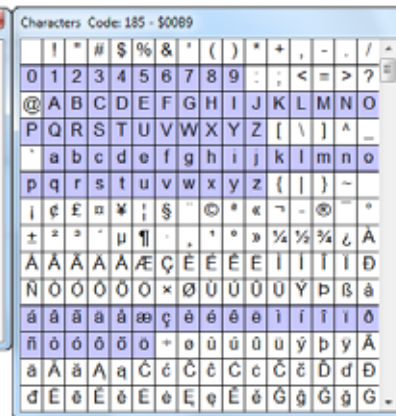 Characters Code: 185 - $00B9
! " # $ % & ' ( ) * + , - . /
0 1 2 3 4 5 6 7 8 9 : ; < = > ?
@ A B C D E F G H I J K L M N O
P Q R S T U V W X Y Z [ \ ] ^ _
` a b c d e f g h i j k l m n o
p q r s t u v w x y z { | } ~
¡ ¢ £ ¤ ¥ ¦ § ¨ © ª « ¬ - ® ¯ °
± ² ³ ´ µ ¶ · ¸ ¹ º » ¼ ½ ¾ ¿ À
Á Â Ã Ä Å Æ Ç È É Ê Ë Ì Í Î Ï Ð
Ñ Ò Ó Ô Õ Ö × Ø Ù Ú Û Ü Ý Þ ß à
á â ã ä å æ ç è é ê ë ì í î ï ð
ñ ò ó ô õ ö ÷ ø ù ú û ü ý þ ÿ Ā
ā Ă ă Ą ą Ć ć Ĉ ĉ Ċ ċ Č č Ď ď Đ
đ Ē ē Ĕ ĕ Ė ė Ę ę Ě ě Ĝ ĝ Ğ ğ Ġ